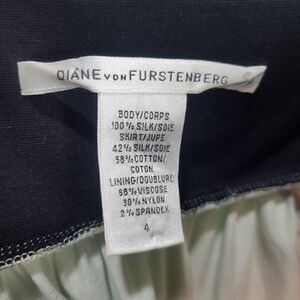 DIANE VON FURSTENBERG
BODY/CORPS
100% SILK/SOIE
SKIRT/JUPE
42% SILK/SOIE
58% COTTON/
COTON
LINING/DOUBLURE
68% VISCOSE
30% NYLON
2% SPANDEX
4